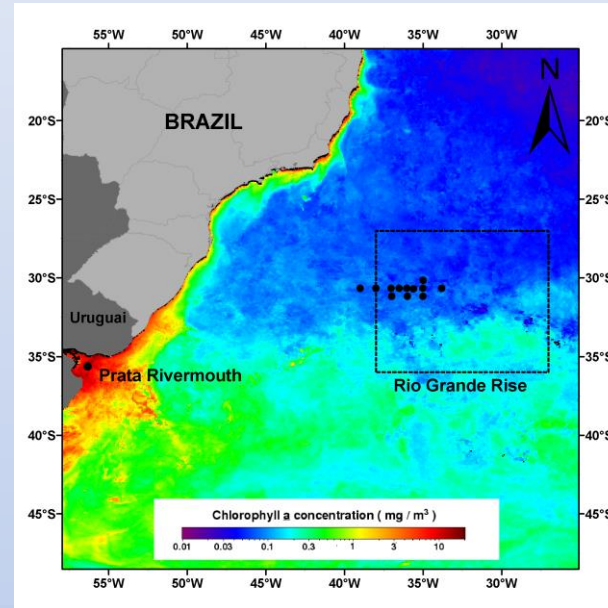 55°W 50°W 45°W 40°W 35°W 30°W
N
BRAZIL
20°S 20°S
25°S 25°S
30°S 30°S
Uruguai
35°S 35°S
Prata Rivermouth
Rio Grande Rise
40°S 40°S
Chlorophyll a concentration ( mg / m³ )
45°S 45°S
0.01 0.03 0.1 0.3 1 3 10
55°W 50°W 45°W 40°W 35°W 30°W